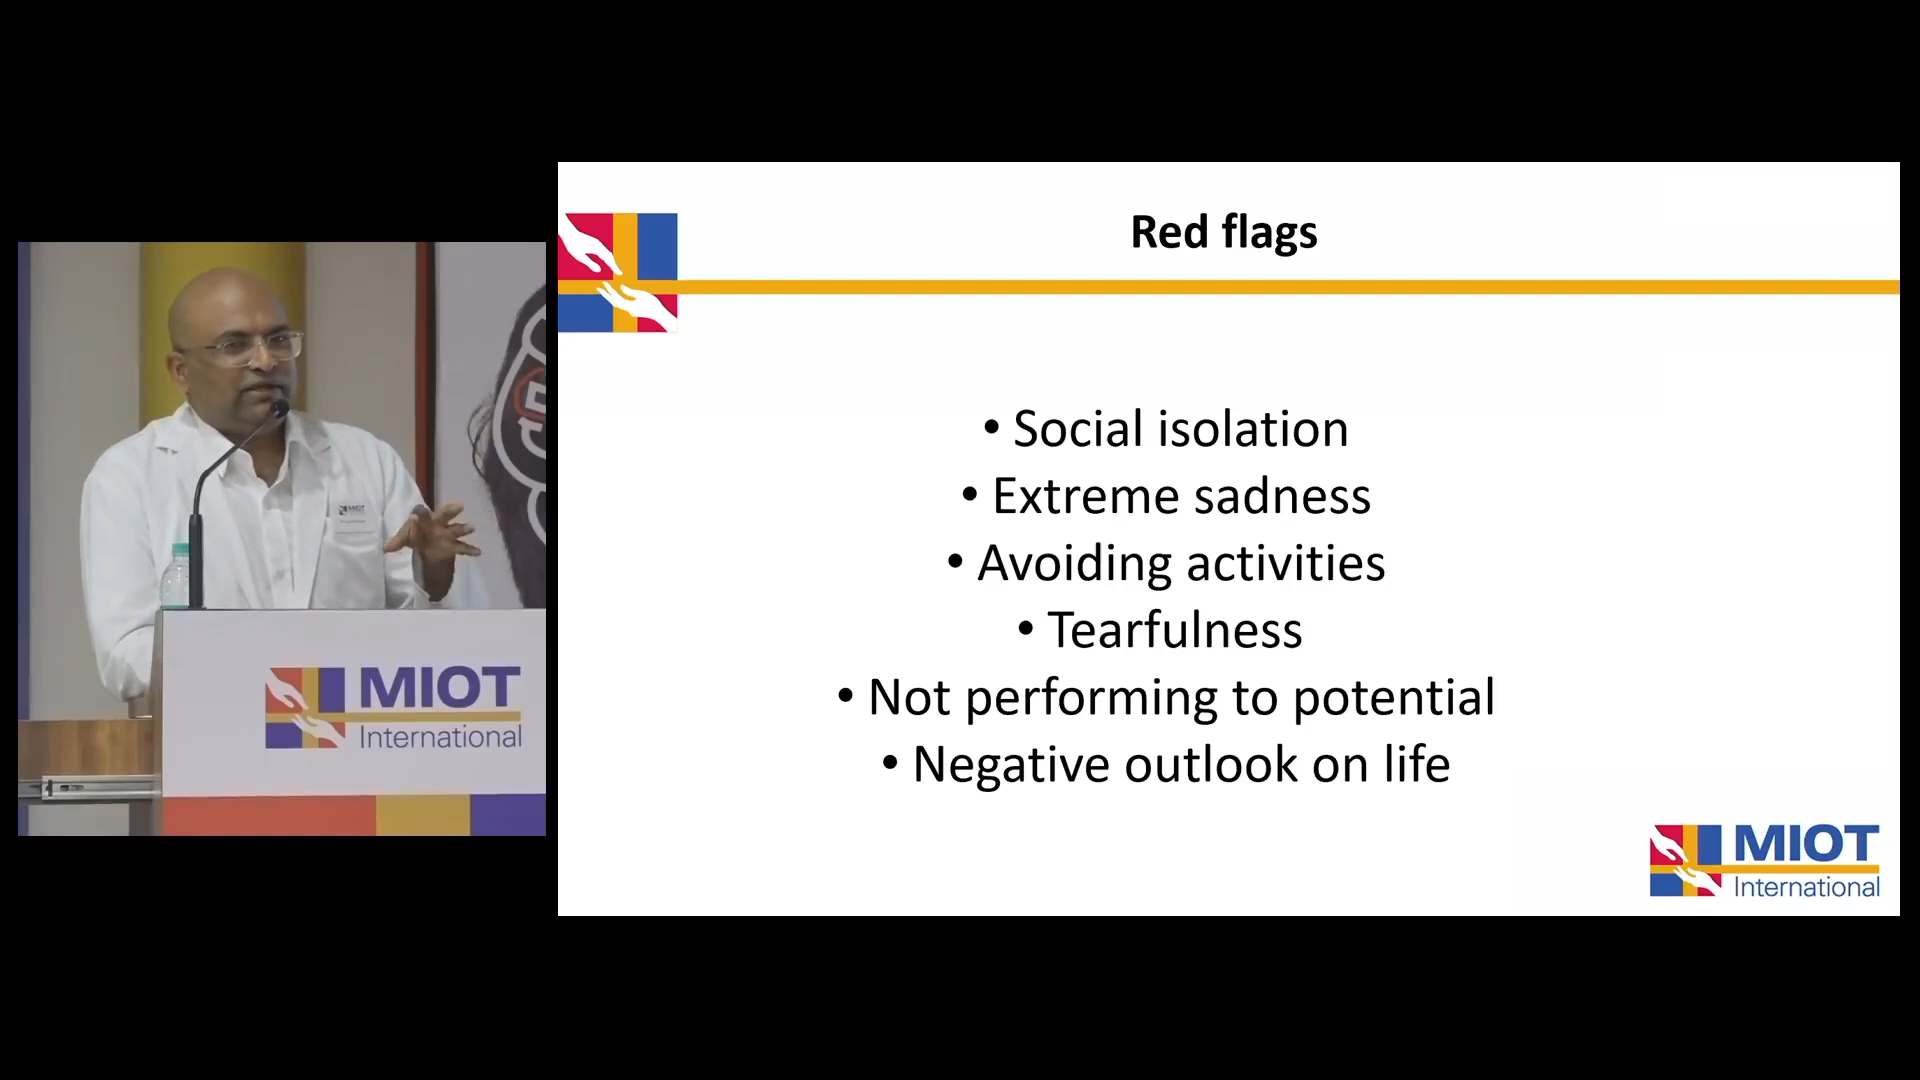 Red flags
• Social isolation
• Extreme sadness
• Avoiding activities
• Tearfulness
• Not performing to potential
• Negative outlook on life
MIOT
International
MIOT
International
MIOT